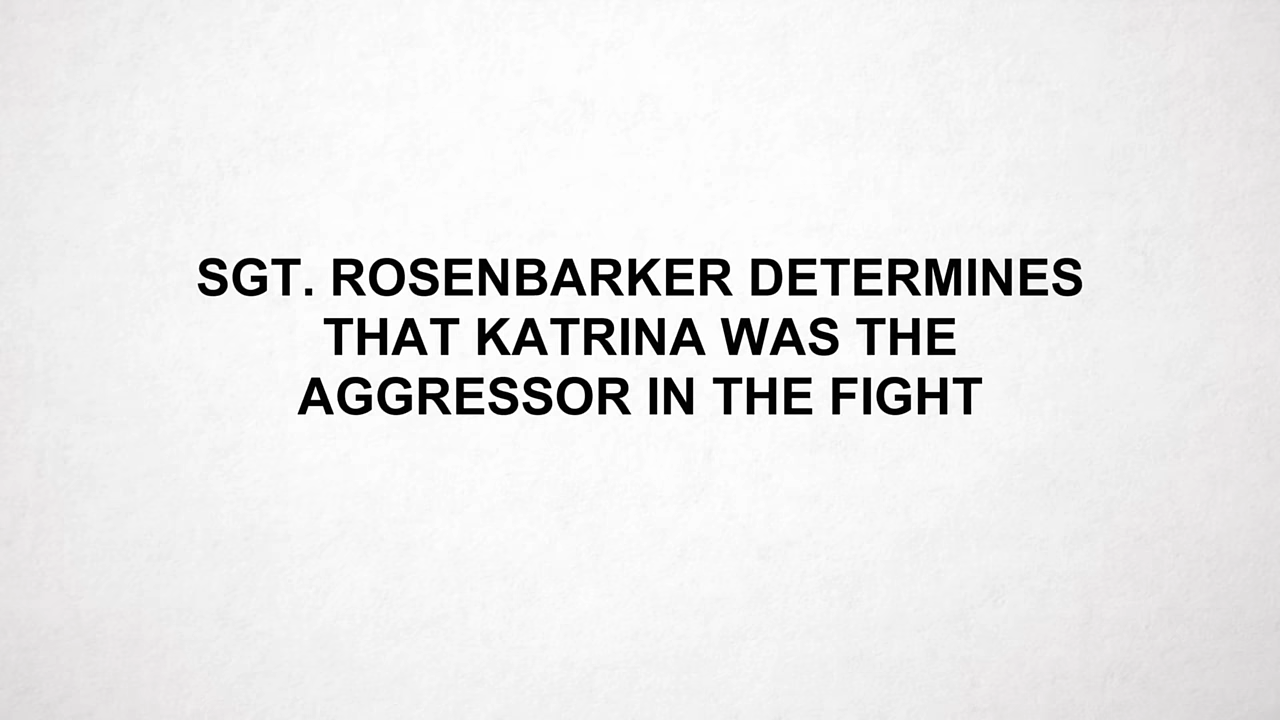 SGT. ROSENBARKER DETERMINES
THAT KATRINA WAS THE
AGGRESSOR IN THE FIGHT